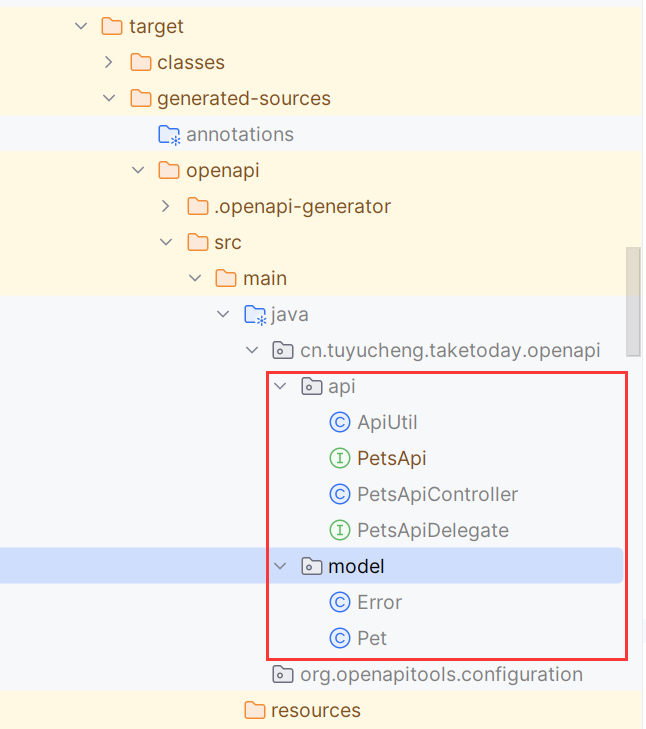 target
classes
generated-sources
annotations
openapi
.openapi-generator
src
main
java
cn.tuyucheng.taketoday.openapi
api
ApiUtil
PetsApi
PetsApiController
PetsApiDelegate
model
Error
Pet
org.openapitools.configuration
resources